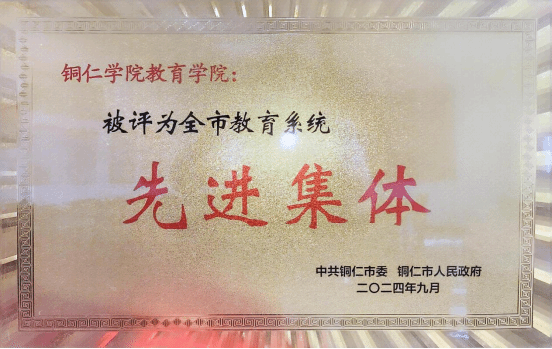 铜仁学院教育学院：
被评为全市教育系统
先进集体
中共铜仁市委 铜仁市人民政府
二〇二四年九月